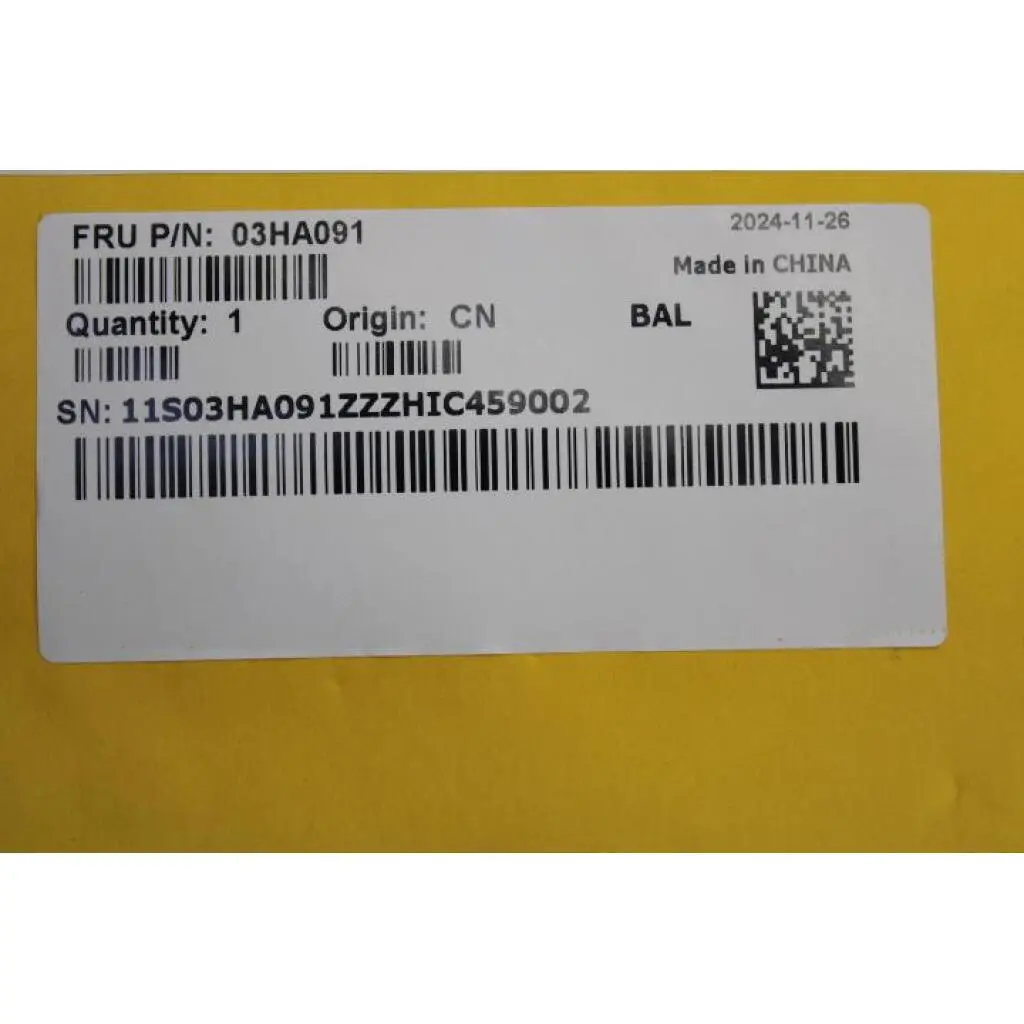 FRU P/N: 03HA091
2024-11-26
Made in CHINA
Quantity: 1 Origin: CN BAL
SN: 11S03HA091ZZZHIC459002